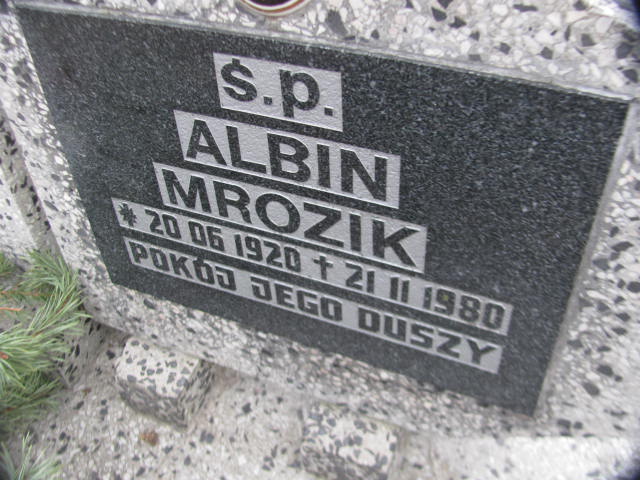 ś.p.
ALBIN
MROZIK
* 20 06 1920 † 21 11 1980
POKÓJ JEGO DUSZY